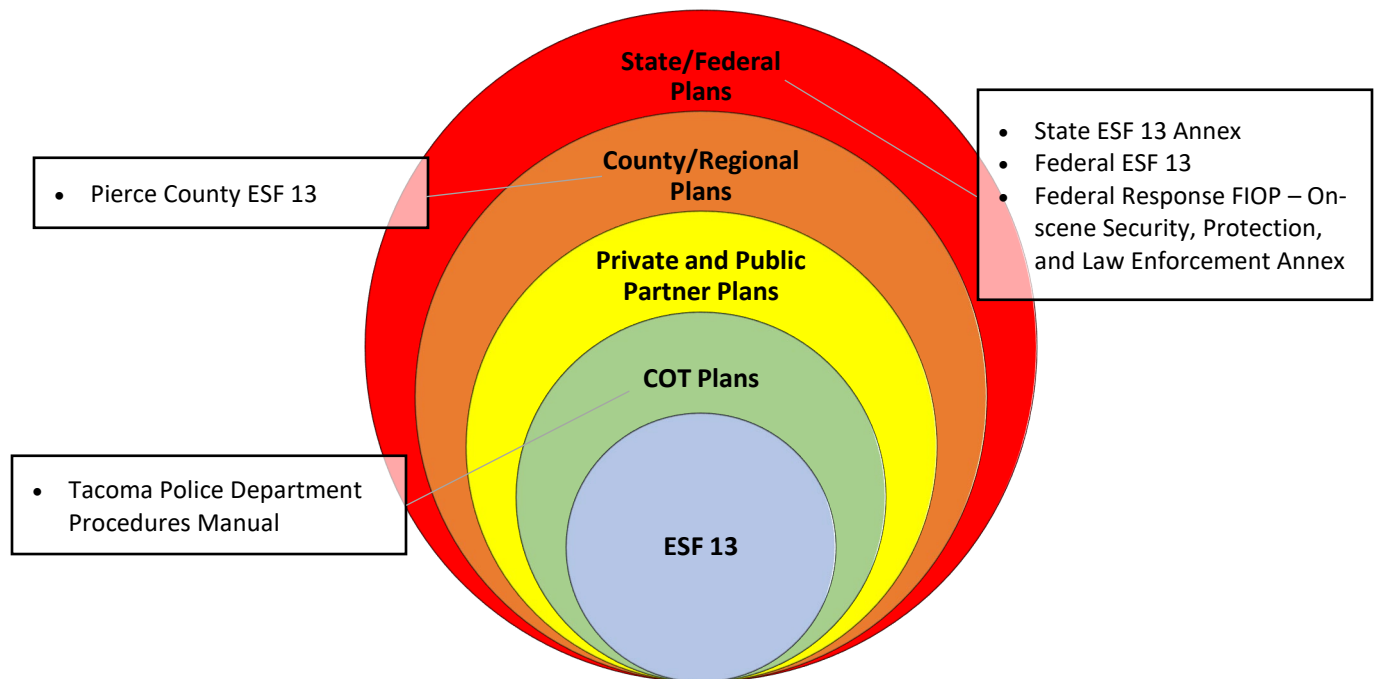 State/Federal
Plans
• State ESF 13 Annex
• Federal ESF 13
• Federal Response FIOP – On-
scene Security, Protection,
and Law Enforcement Annex
County/Regional
Plans
• Pierce County ESF 13
Private and Public
Partner Plans
COT Plans
• Tacoma Police Department
Procedures Manual
ESF 13